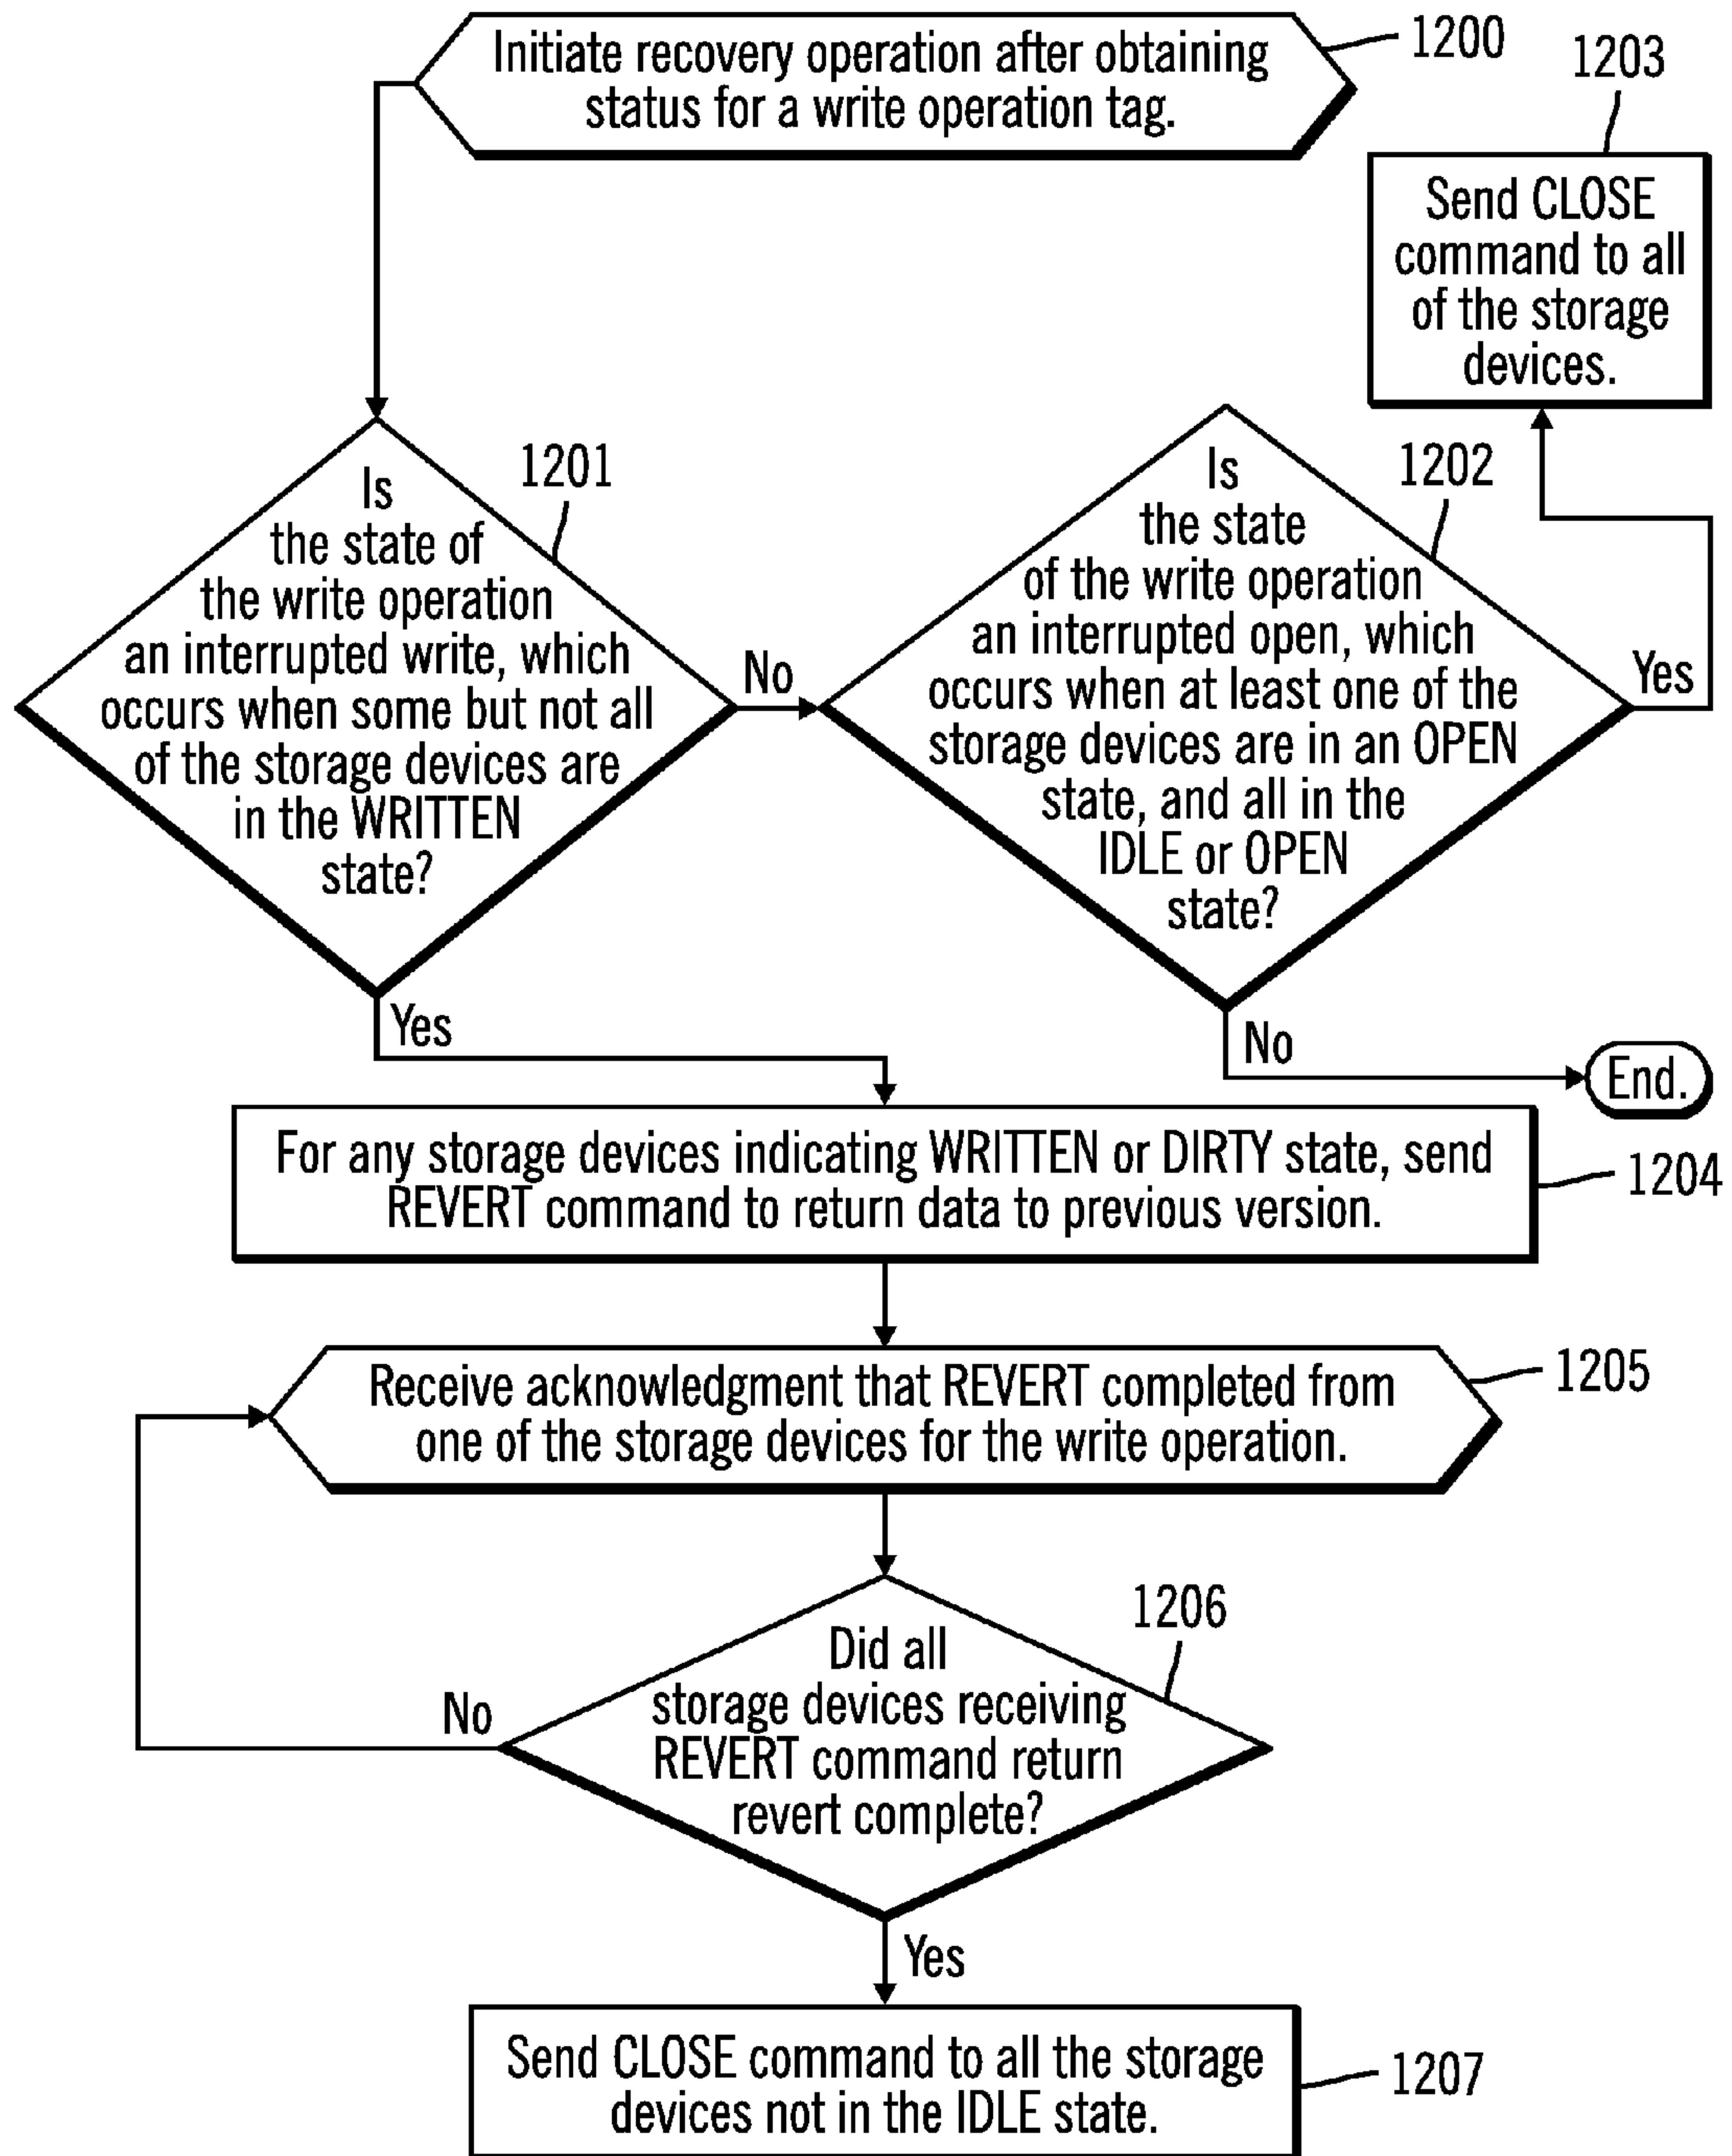 Initiate recovery operation after obtaining
status for a write operation tag.
1200
1203
Send CLOSE
command to all
of the storage
devices.
1201
Is
the state of
the write operation
an interrupted write, which
occurs when some but not all
of the storage devices are
in the WRITTEN
state?
No
1202
Is
the state
of the write operation
an interrupted open, which
occurs when at least one of the
storage devices are in an OPEN
state, and all in the
IDLE or OPEN
state?
Yes
Yes
No
End.
For any storage devices indicating WRITTEN or DIRTY state, send
REVERT command to return data to previous version.
1204
Receive acknowledgment that REVERT completed from
one of the storage devices for the write operation.
1205
1206
Did all
storage devices receiving
REVERT command return
revert complete?
No
Yes
Send CLOSE command to all the storage
devices not in the IDLE state.
1207